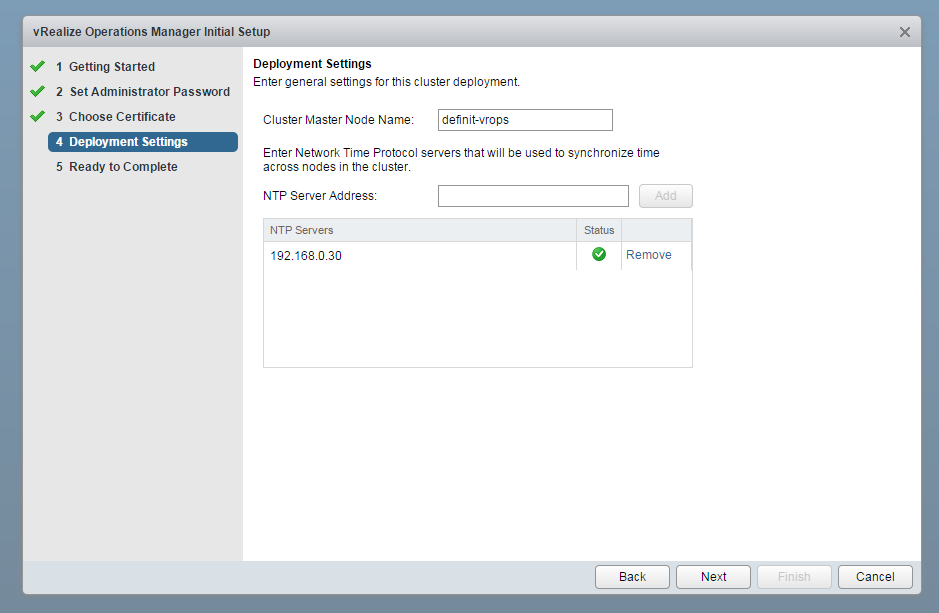 vRealize Operations Manager Initial Setup
1 Getting Started
2 Set Administrator Password
3 Choose Certificate
4 Deployment Settings
5 Ready to Complete
Deployment Settings
Enter general settings for this cluster deployment.
Cluster Master Node Name: definit-vrops
Enter Network Time Protocol servers that will be used to synchronize time
across nodes in the cluster.
NTP Server Address: Add
NTP Servers Status
192.168.0.30 Remove
Back Next Finish Cancel